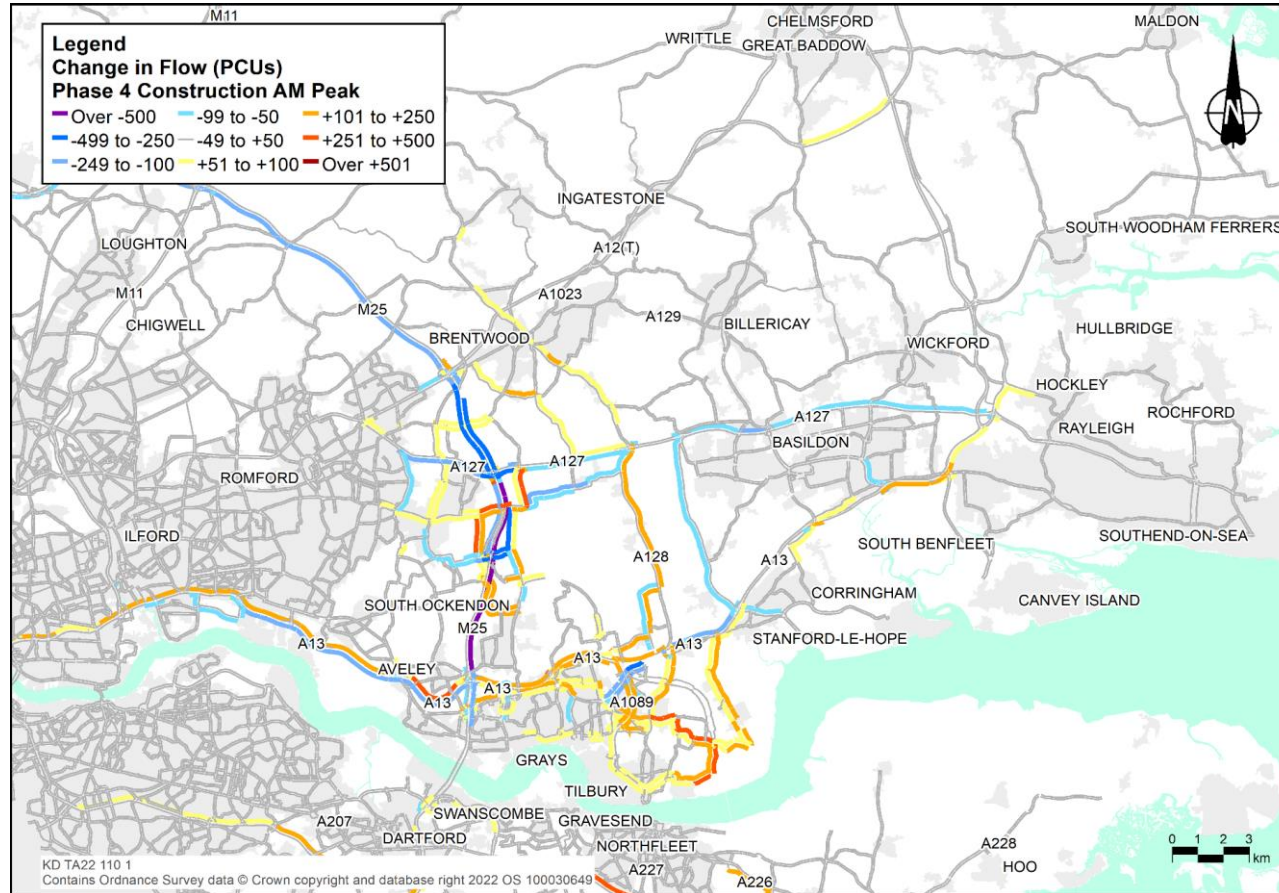 M11
CHELMSFORD
MALDON
WRITTLE
GREAT BADDOW
Legend
Change in Flow (PCUs)
Phase 4 Construction AM Peak
Over -500
-99 to -50
+101 to +250
-499 to -250
-49 to +50
+251 to +500
-249 to -100
+51 to +100
Over +501
N
INGATESTONE
SOUTH WOODHAM FERRERS
LOUGHTON
A12(T)
M11
A1023
M25
CHIGWELL
A129
BILLERICAY
HULLBRIDGE
BRENTWOOD
WICKFORD
HOCKLEY
ROCHFORD
A127
RAYLEIGH
BASILDON
A127
A127
ROMFORD
ILFORD
SOUTHEND-ON-SEA
SOUTH BENFLEET
A128
A13
CORRINGHAM
CANVEY ISLAND
SOUTH OCKENDON
M25
STANFORD-LE-HOPE
A13
A13
A13
AVELEY
A13
A13
A1089
GRAYS
TILBURY
SWANSCOMBE
GRAVESEND
A207
DARTFORD
NORTHFLEET
A228
HOO
A227
A226
0 1 2 3
km
KD TA22 110 1
Contains Ordnance Survey data © Crown copyright and database right 2022 OS 100030649